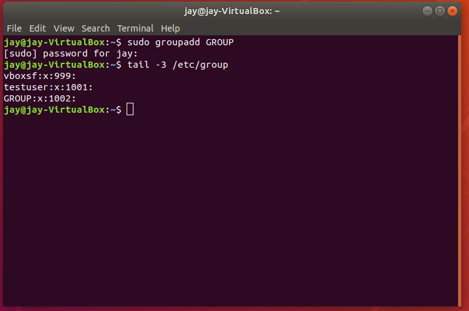 jay@jay-VirtualBox: ~
File Edit View Search Terminal Help
jay@jay-VirtualBox:~$ sudo groupadd GROUP
[sudo] password for jay:
jay@jay-VirtualBox:~$ tail -3 /etc/group
vboxsf:x:999:
testuser:x:1001:
GROUP:x:1002:
jay@jay-VirtualBox:~$